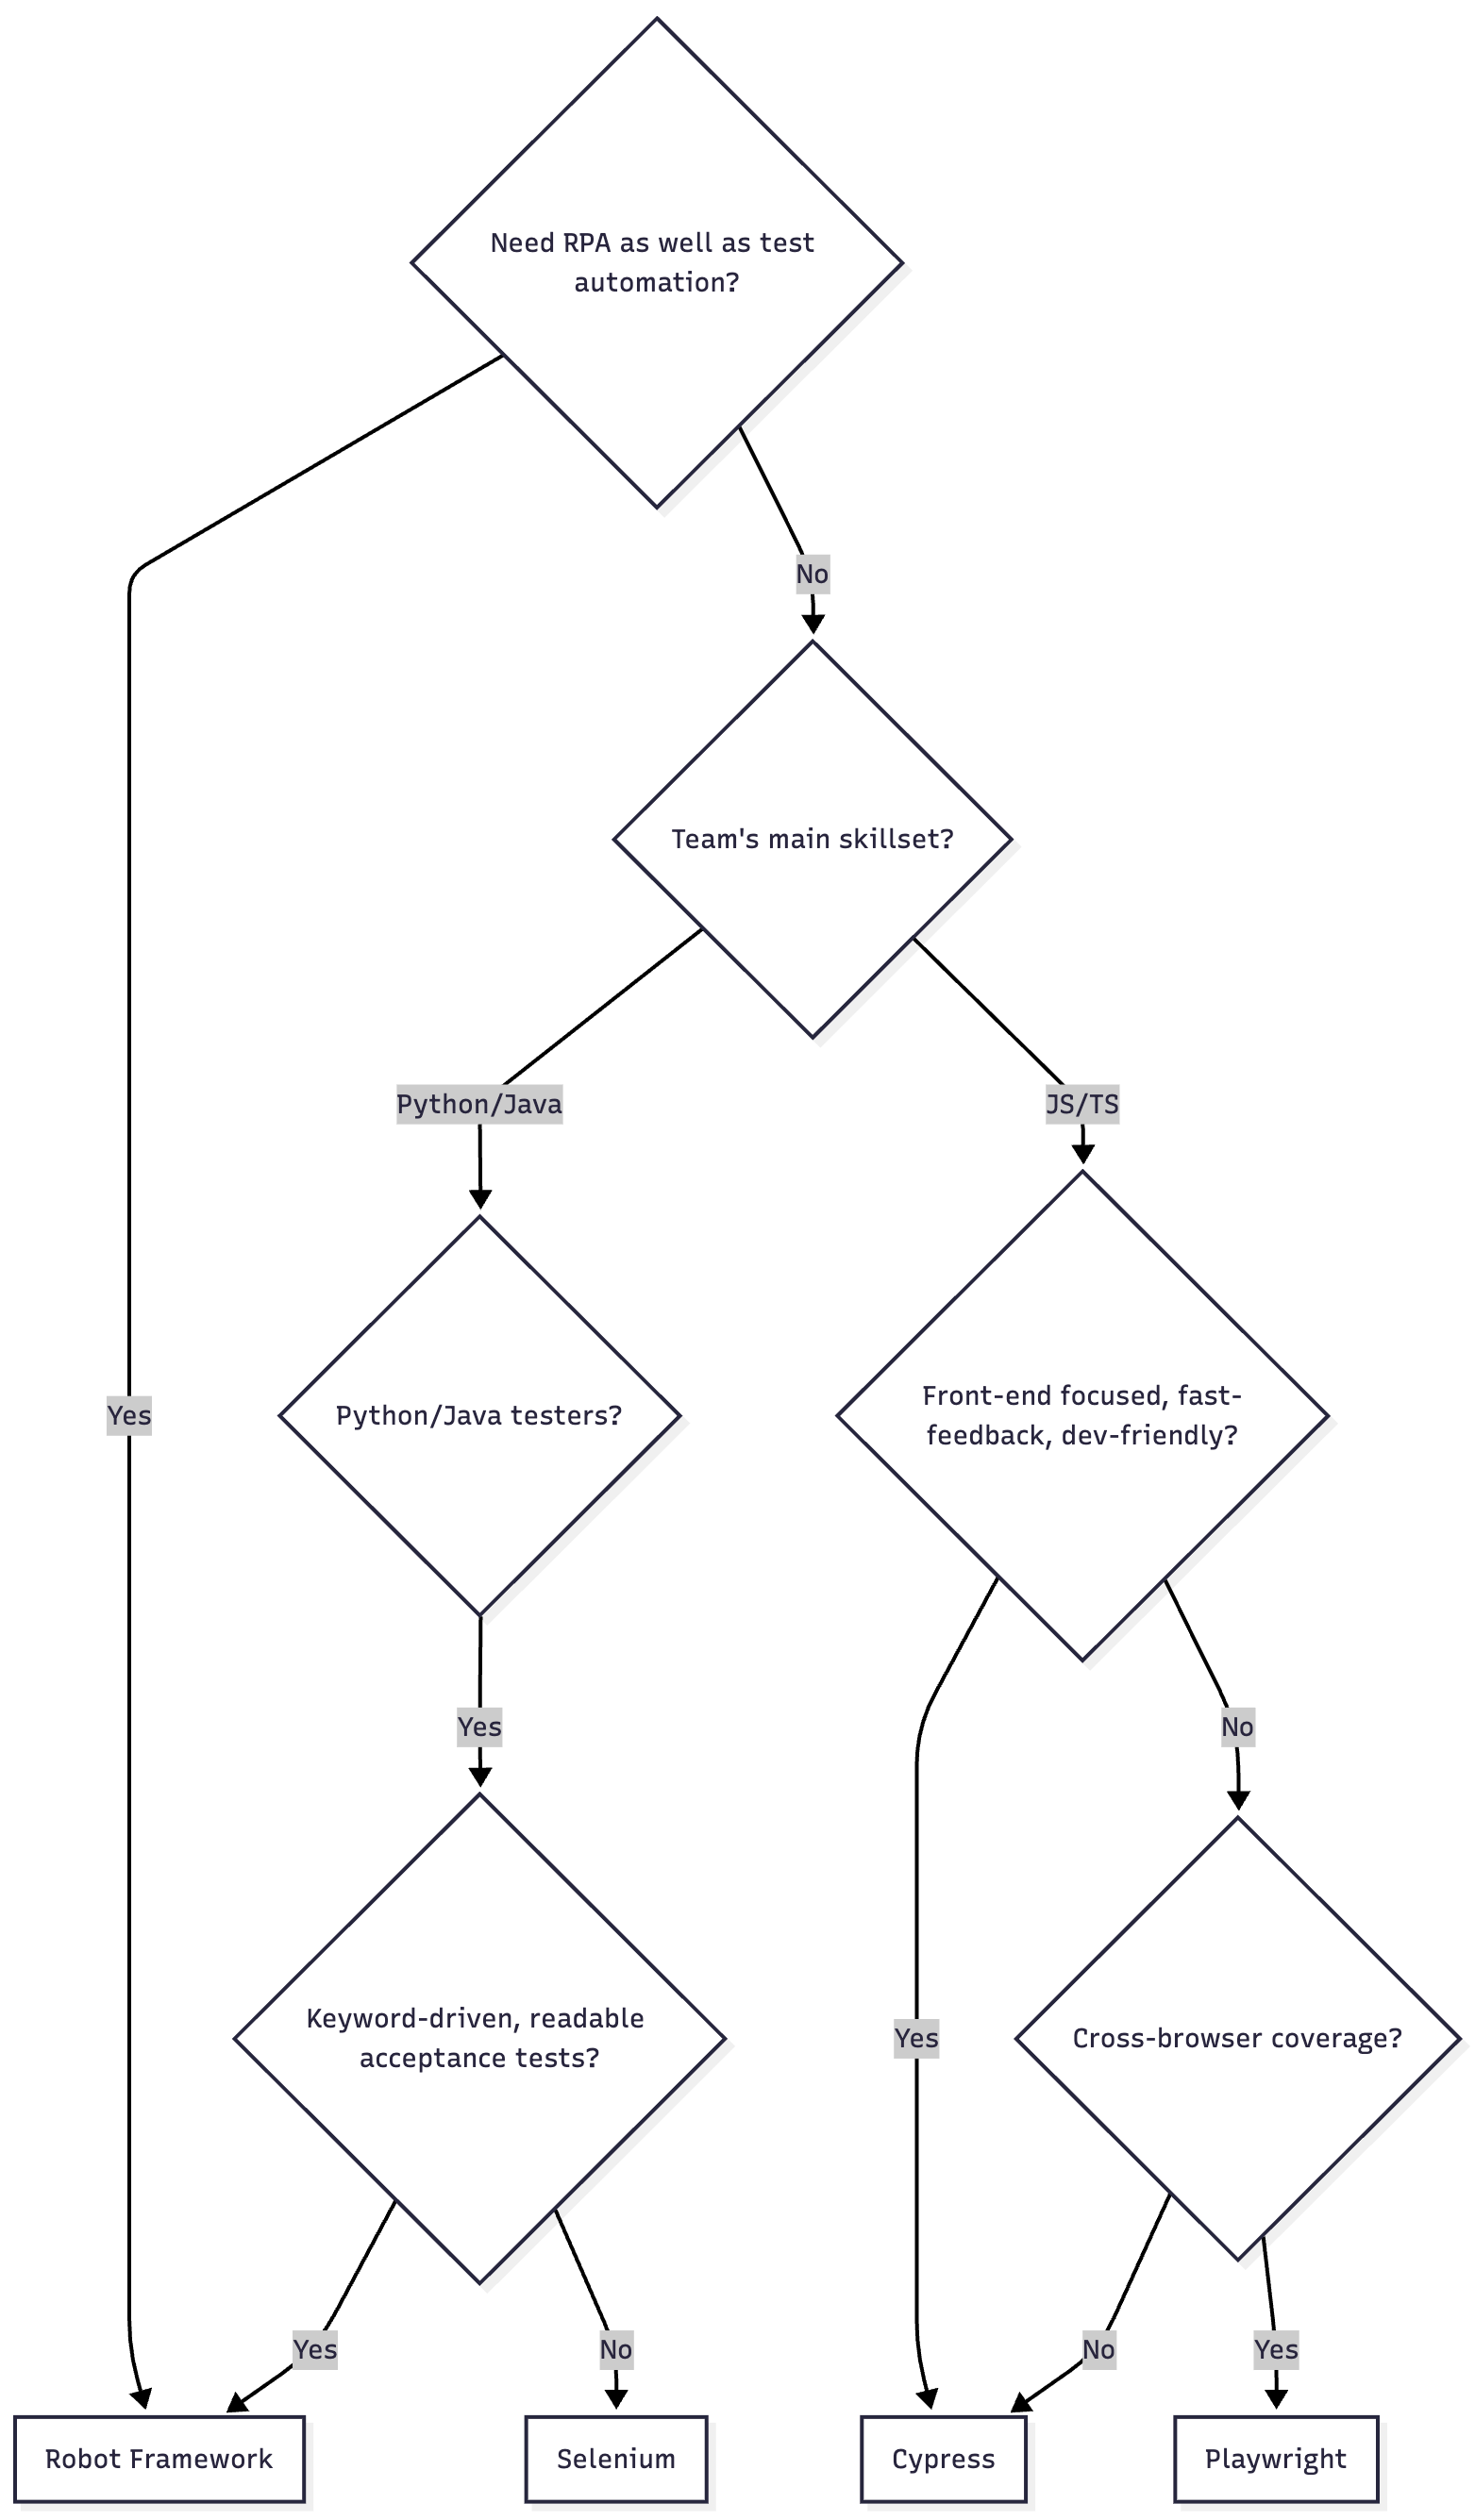 Need RPA as well as test
automation?
No
Team's main skillset?
Python/Java
JS/TS
Yes
Python/Java testers?
Front-end focused, fast-
feedback, dev-friendly?
Yes
No
Keyword-driven, readable
acceptance tests?
Yes
Cross-browser coverage?
Yes
No
No
Yes
Robot Framework
Selenium
Cypress
Playwright